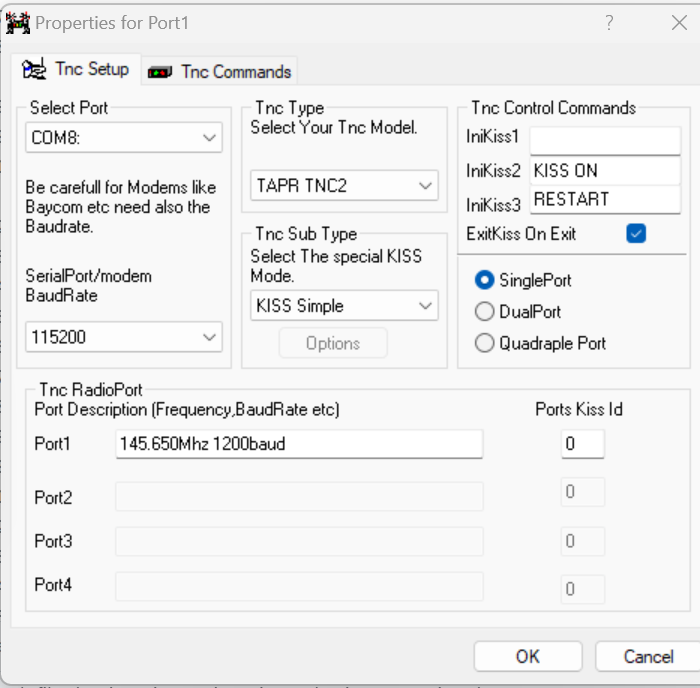 Properties for Port1
Tnc Setup
Tnc Commands
Select Port
COM8:
Be carefull for Modems like
Baycom etc need also the
Baudrate.
SerialPort/modem
BaudRate
115200
Tnc Type
Select Your Tnc Model.
TAPR TNC2
Tnc Sub Type
Select The special KISS
Mode.
KISS Simple
Options
Tnc Control Commands
IniKiss1
IniKiss2 KISS ON
IniKiss3 RESTART
ExitKiss On Exit
SinglePort
DualPort
Quadraple Port
Tnc RadioPort
Port Description (Frequency,BaudRate etc) Ports Kiss Id
Port1 145.650Mhz 1200baud 0
Port2 0
Port3 0
Port4 0
OK Cancel